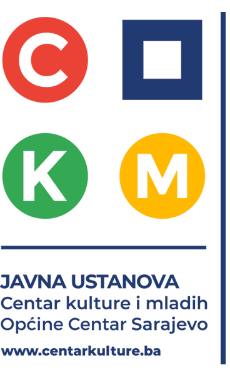 C
K M
JAVNA USTANOVA
Centar kulture i mladih
Općine Centar Sarajevo
www.centarkulture.ba